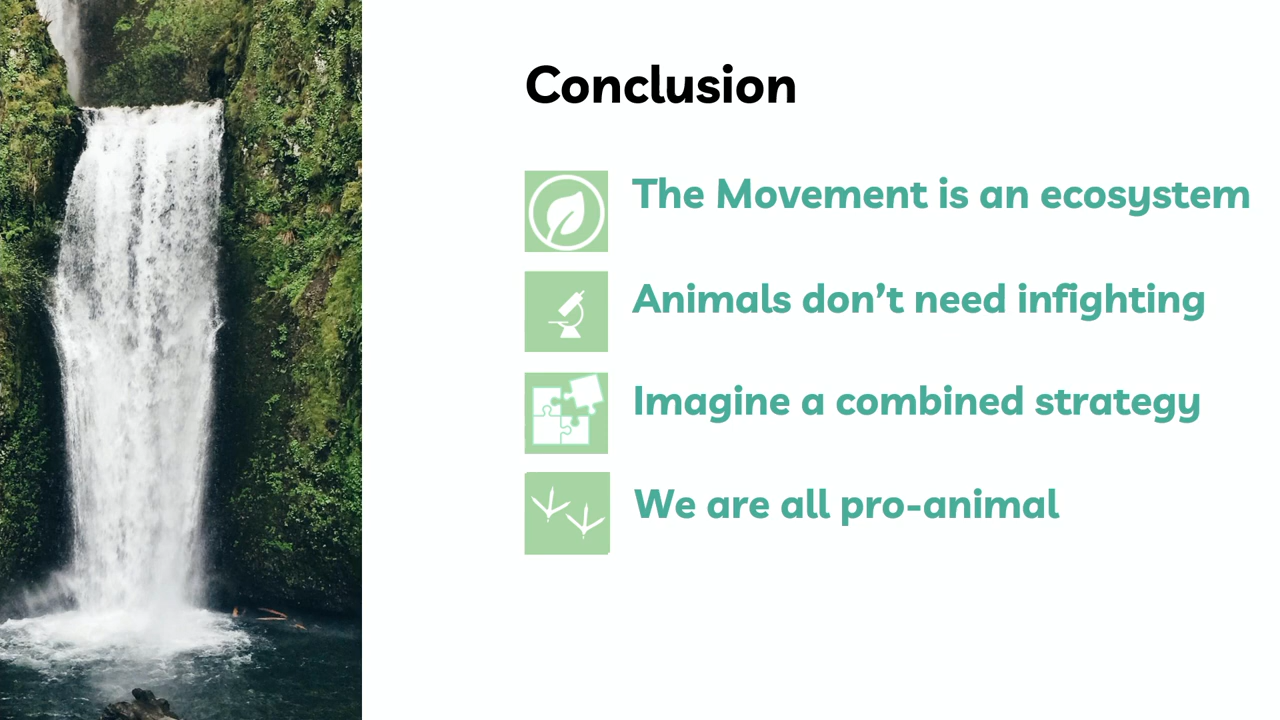 Conclusion
The Movement is an ecosystem
Animals don’t need infighting
Imagine a combined strategy
We are all pro-animal